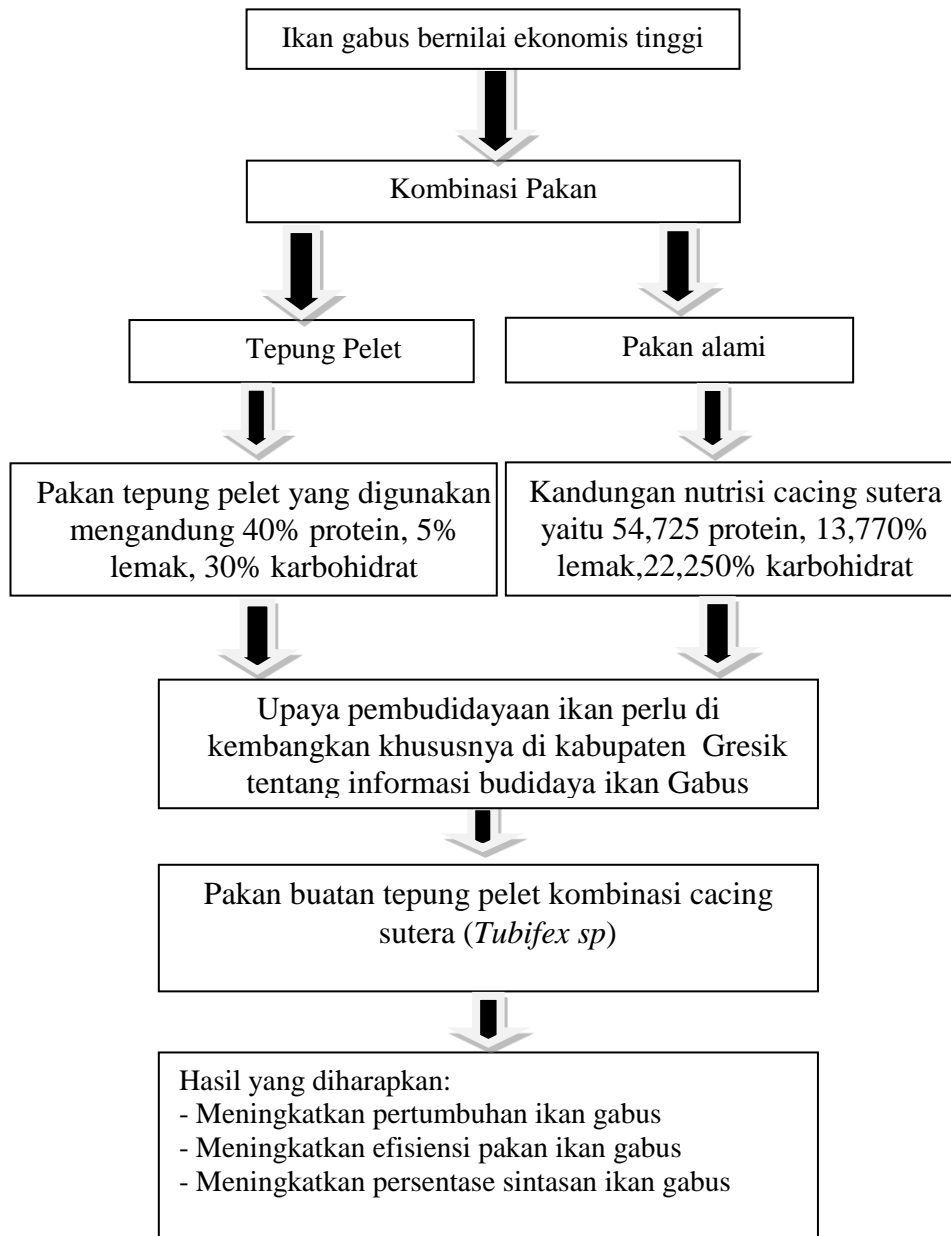 Ikan gabus bernilai ekonomis tinggi
Kombinasi Pakan
Tepung Pelet
Pakan alami
Pakan tepung pelet yang digunakan
mengandung 40% protein, 5%
lemak, 30% karbohidrat
Kandungan nutrisi cacing sutera
yaitu 54,725 protein, 13,770%
lemak,22,250% karbohidrat
Upaya pembudidayaan ikan perlu di
kembangkan khususnya di kabupaten Gresik
tentang informasi budidaya ikan Gabus
Pakan buatan tepung pelet kombinasi cacing
sutera (Tubifex sp)
Hasil yang diharapkan:
- Meningkatkan pertumbuhan ikan gabus
- Meningkatkan efisiensi pakan ikan gabus
- Meningkatkan persentase sintasan ikan gabus